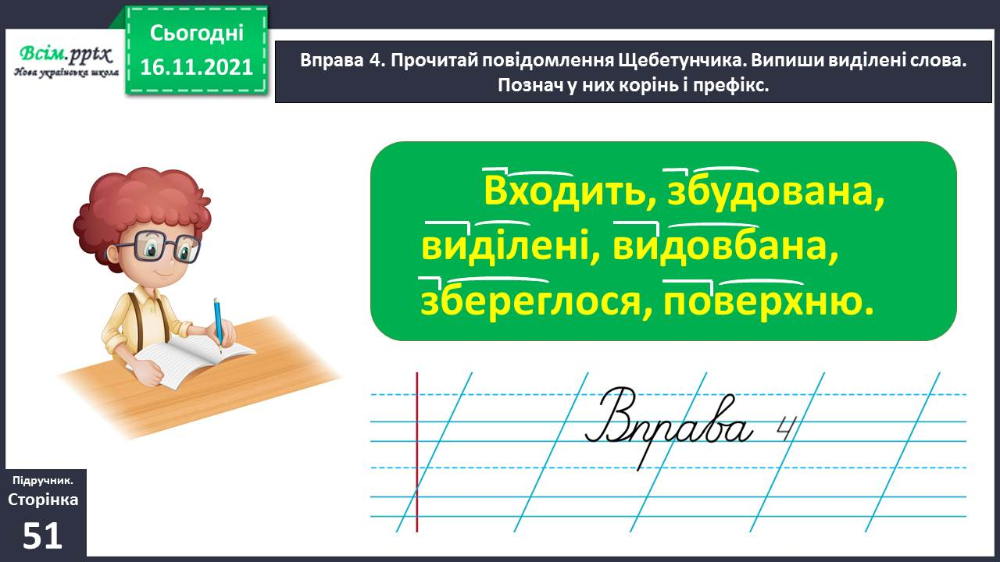 Всім.pptx
Нова українська школа
Сьогодні
16.11.2021
Вправа 4. Прочитай повідомлення Щебетунчика. Випиши виділені слова.
Познач у них корінь і префікс.
Входить, збудована,
виділені, видовбана,
збереглося, поверхню.
Вправа 4
Підручник.
Сторінка
51